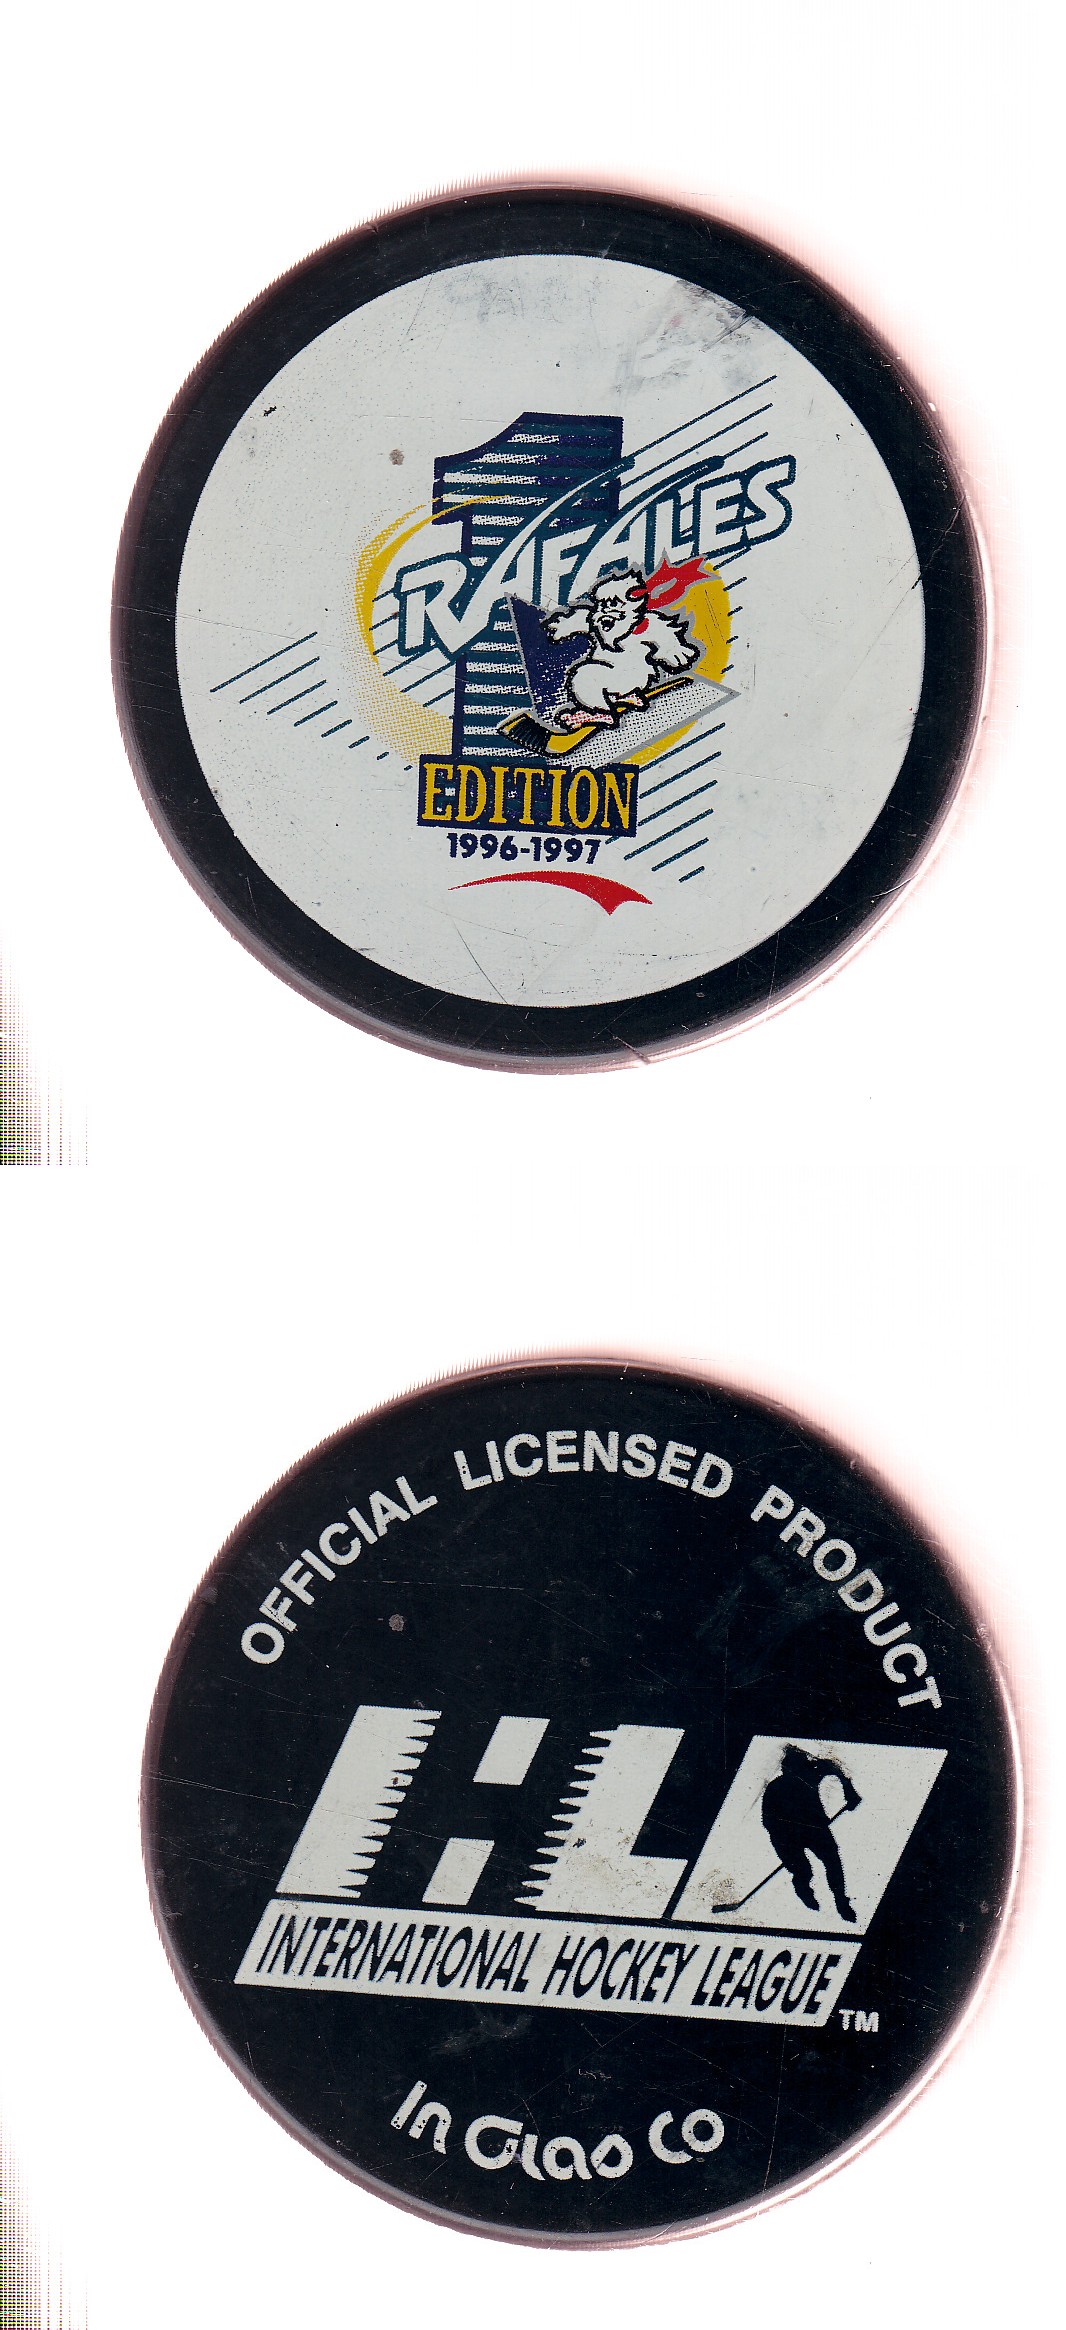 1
RAFALES
EDITION
1996-1997
OFFICIAL LICENSED PRODUCT
IHL
INTERNATIONAL HOCKEY LEAGUE
TM
In Glas Co